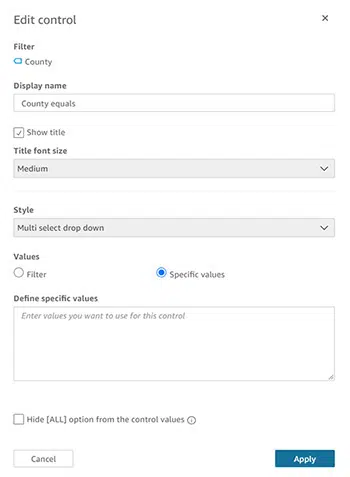 Edit control
Filter
County
Display name
County equals
Show title
Title font size
Medium
Style
Multi select drop down
Values
Filter
Specific values
Define specific values
Enter values you want to use for this control
Hide [ALL] option from the control values
Cancel
Apply